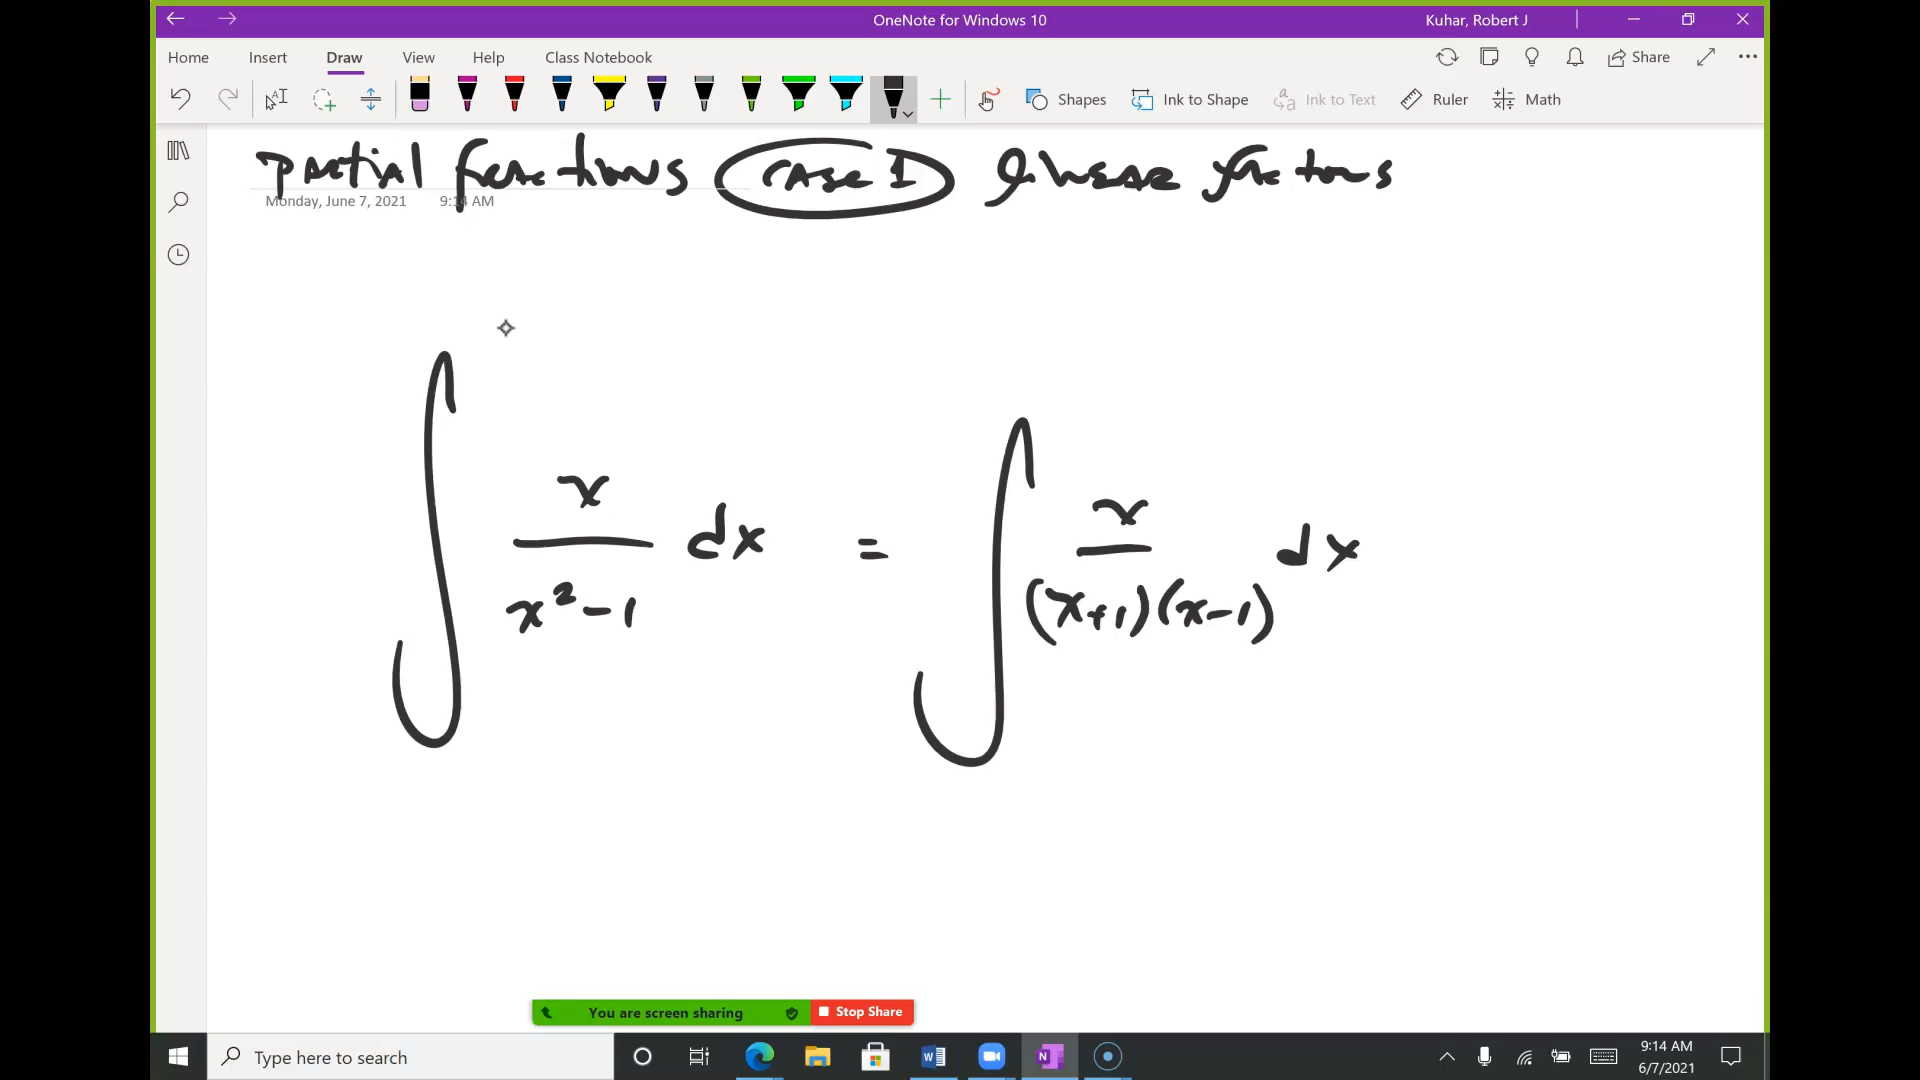 OneNote for Windows 10 Kuhar, Robert J
Home Insert Draw View Help Class Notebook Share
Shapes Ink to Shape Ink to Text Ruler Math
Partial fractions Case I linear factors
Monday, June 7, 2021 9:14 AM
∫ x/(x² - 1) dx = ∫ x/((x+1)(x-1)) dx
You are screen sharing Stop Share
Type here to search
9:14 AM
6/7/2021